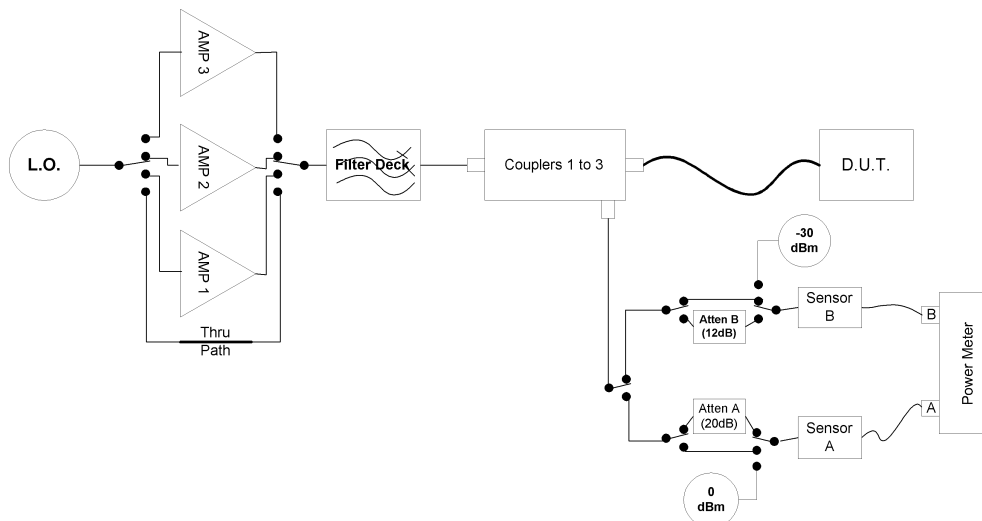 AMP 3
L.O.
AMP 2
Filter Deck
Couplers 1 to 3
D.U.T.
AMP 1
Thru
Path
-30
dBm
Atten B
(12dB)
Sensor
B
B
Power Meter
Atten A
(20dB)
Sensor
A
A
0
dBm